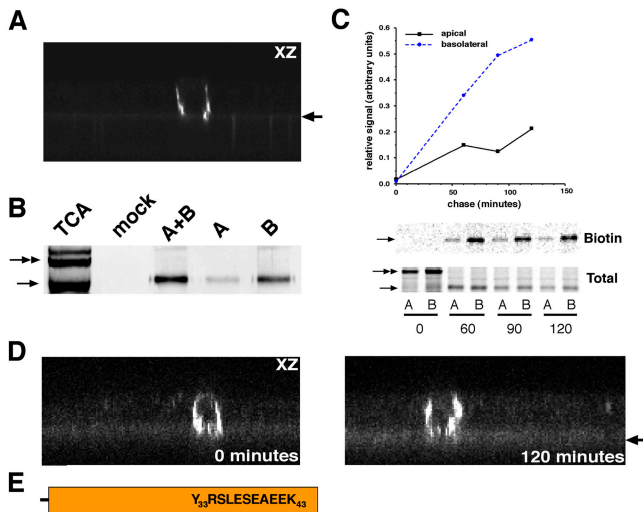 A
XZ
B
TCA
mock
A+B
A
B
C
apical
basolateral
relative signal (arbitrary units)
0.6
0.5
0.4
0.3
0.2
0.1
0.0
0 50 100 150
chase (minutes)
Biotin
Total
A B A B A B A B
0 60 90 120
D
XZ
0 minutes
120 minutes
E
Y33RSLESEAEEK43